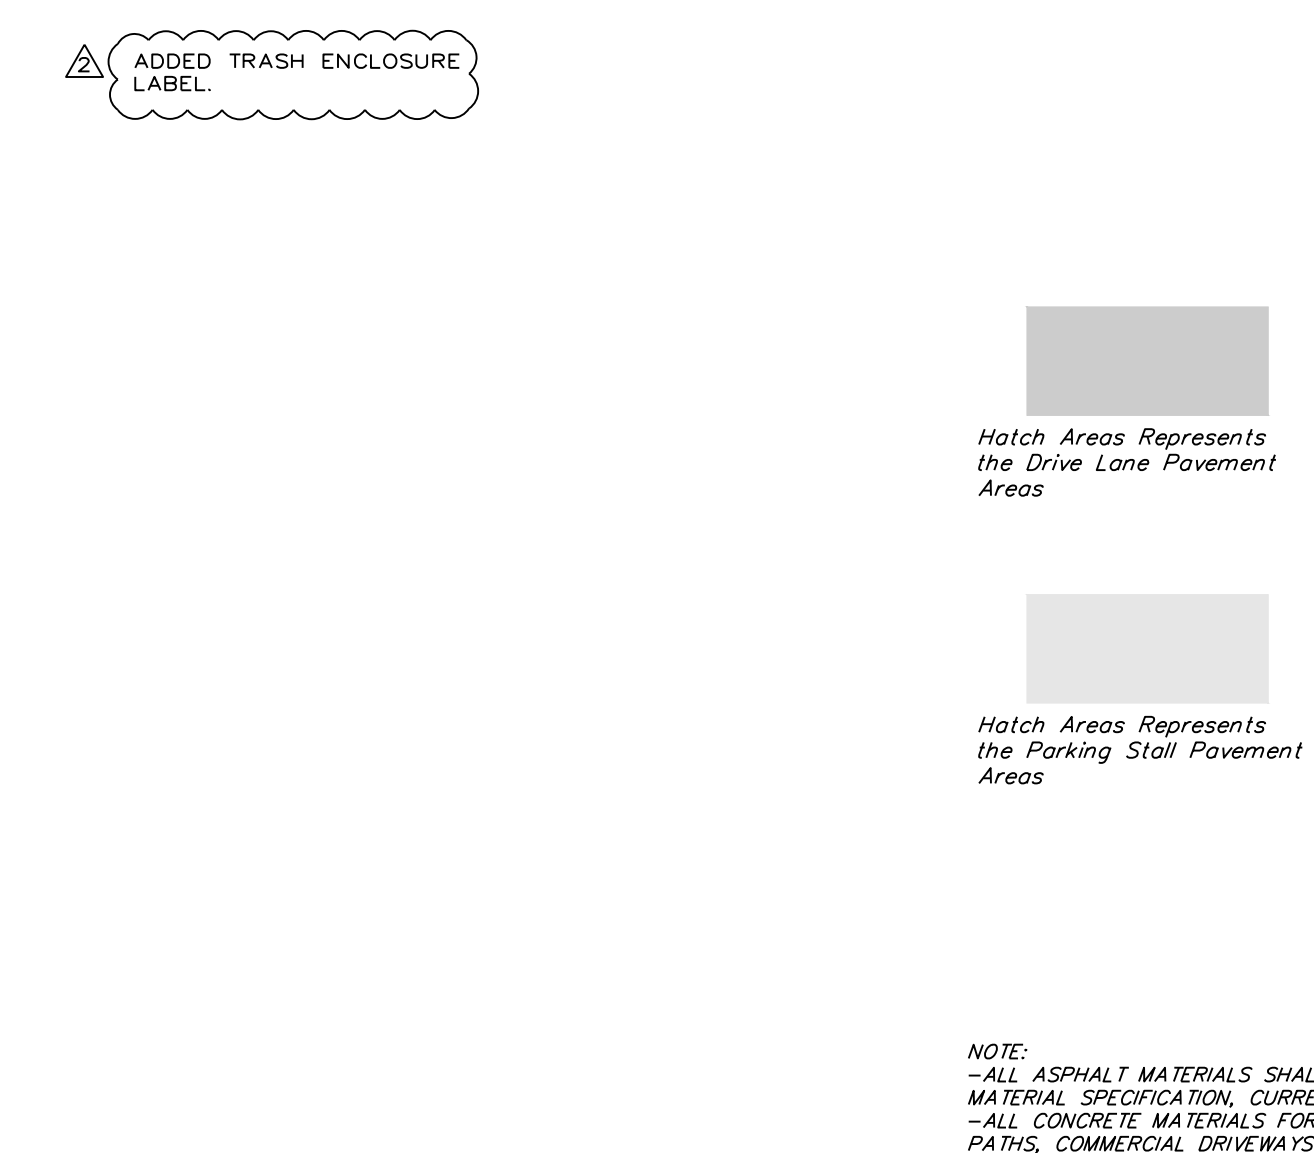 2
ADDED TRASH ENCLOSURE
LABEL.
Hatch Areas Represents
the Drive Lane Pavement
Areas
Hatch Areas Represents
the Parking Stall Pavement
Areas
NOTE:
-ALL ASPHALT MATERIALS
MATERIAL SPECIFICATION,
-ALL CONCRETE MATERIALS FOR
PATHS, COMMERCIAL DRIVEWAYS